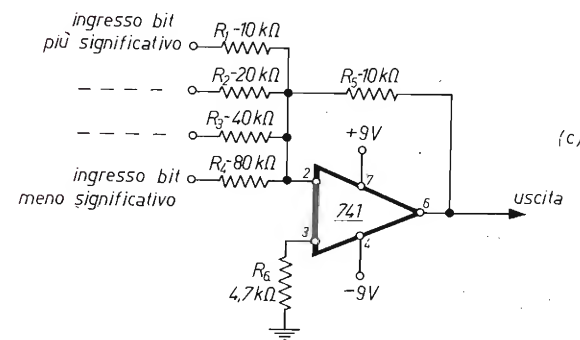 ingresso bit
più significativo
R1-10kΩ
R2-20kΩ
R5-10kΩ
R3-40kΩ
+9V
(c)
R4-80kΩ
ingresso bit
meno significativo
2
7
741
6
uscita
3
4
R6
4,7kΩ
-9V